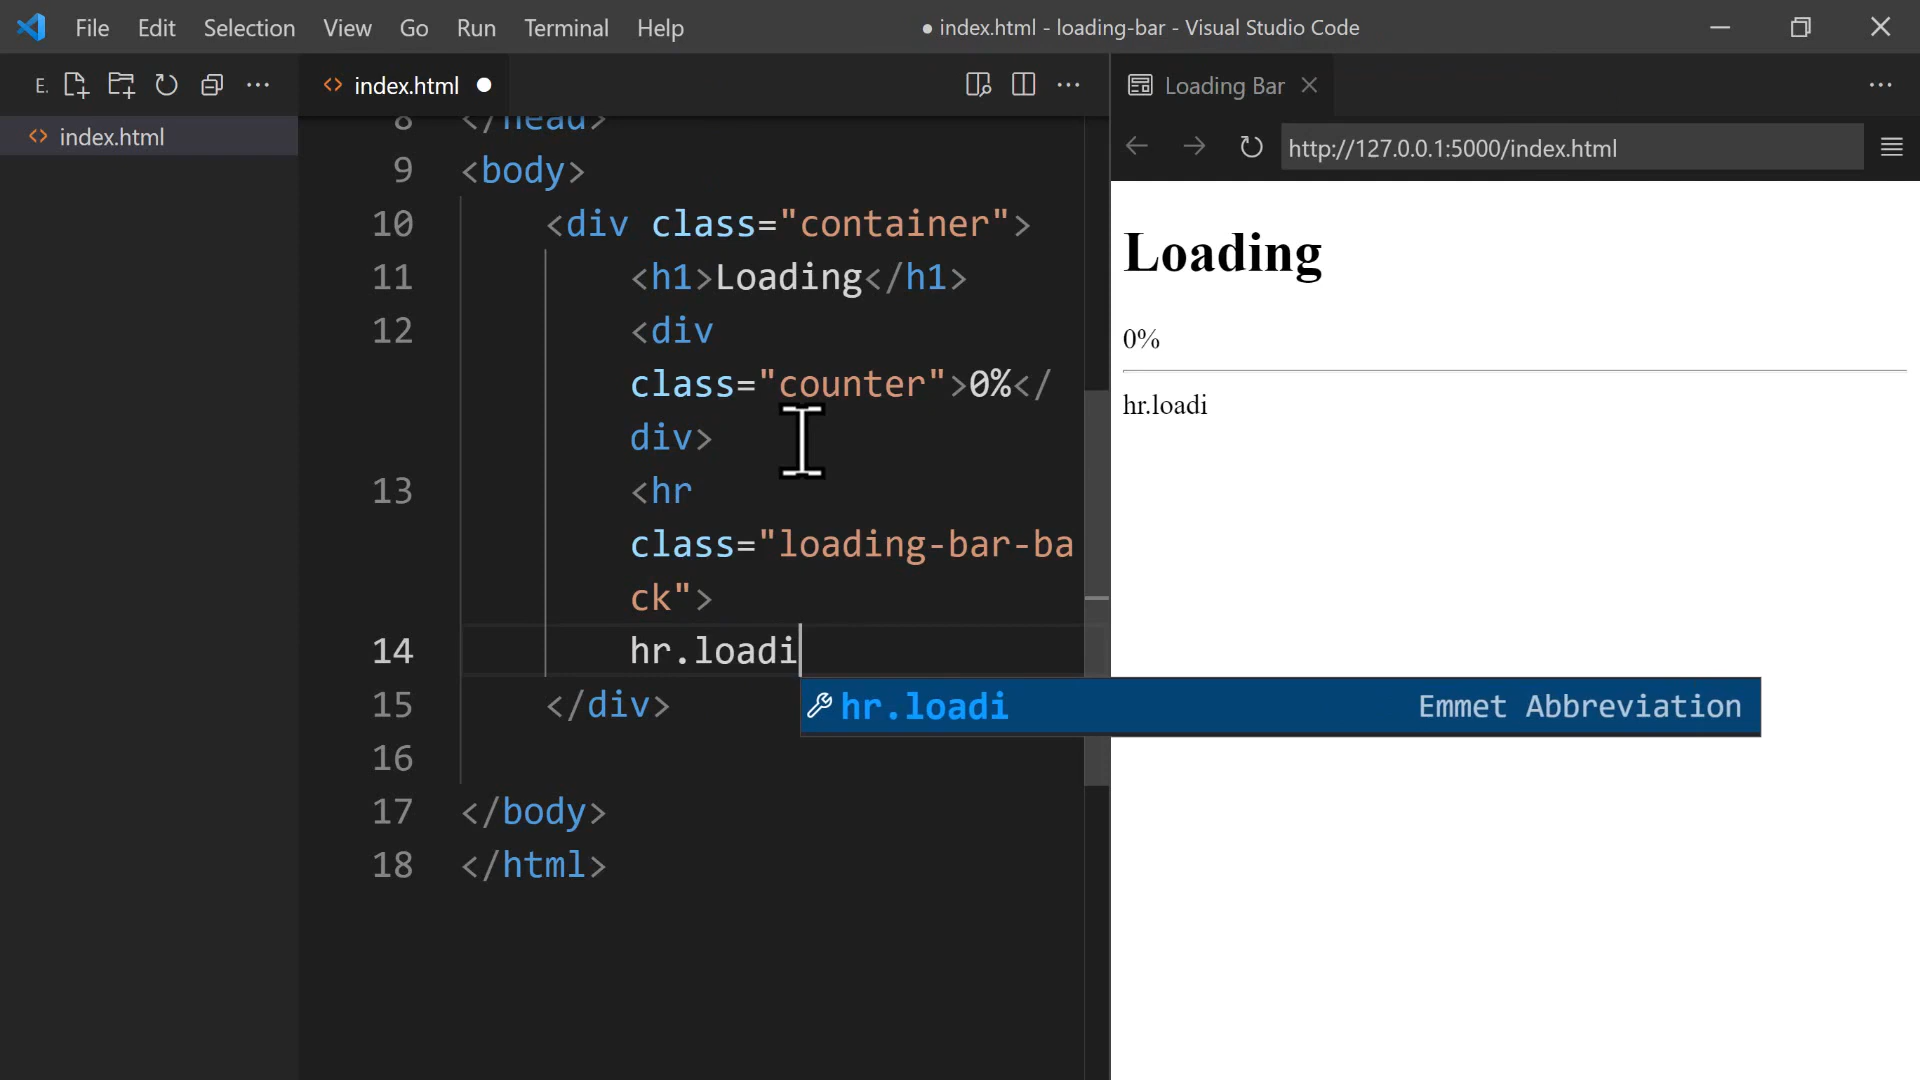 File Edit Selection View Go Run Terminal Help
● index.html - loading-bar - Visual Studio Code
E.
index.html
index.html
Loading Bar
http://127.0.0.1:5000/index.html
8 </head>
9 <body>
10 <div class="container">
11 <h1>Loading</h1>
12 <div
class="counter">0%</
div>
13 <hr
class="loading-bar-ba
ck">
14 hr.loadi
hr.loadi Emmet Abbreviation
15 </div>
16
17 </body>
18 </html>
Loading
0%
hr.loadi